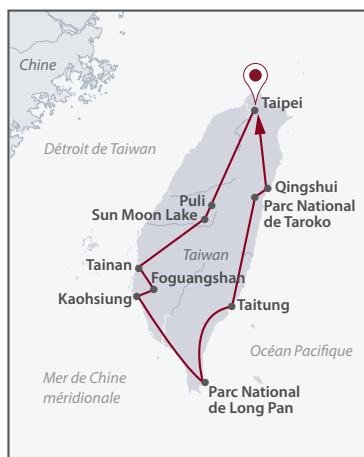 Chine
Taipei
Détroit de Taiwan
Qingshui
Puli
Parc National
de Taroko
Sun Moon Lake
Taiwan
Tainan
Foguangshan
Kaohsiung
Taitung
Océan Pacifique
Mer de Chine
méridionale
Parc National
de Long Pan